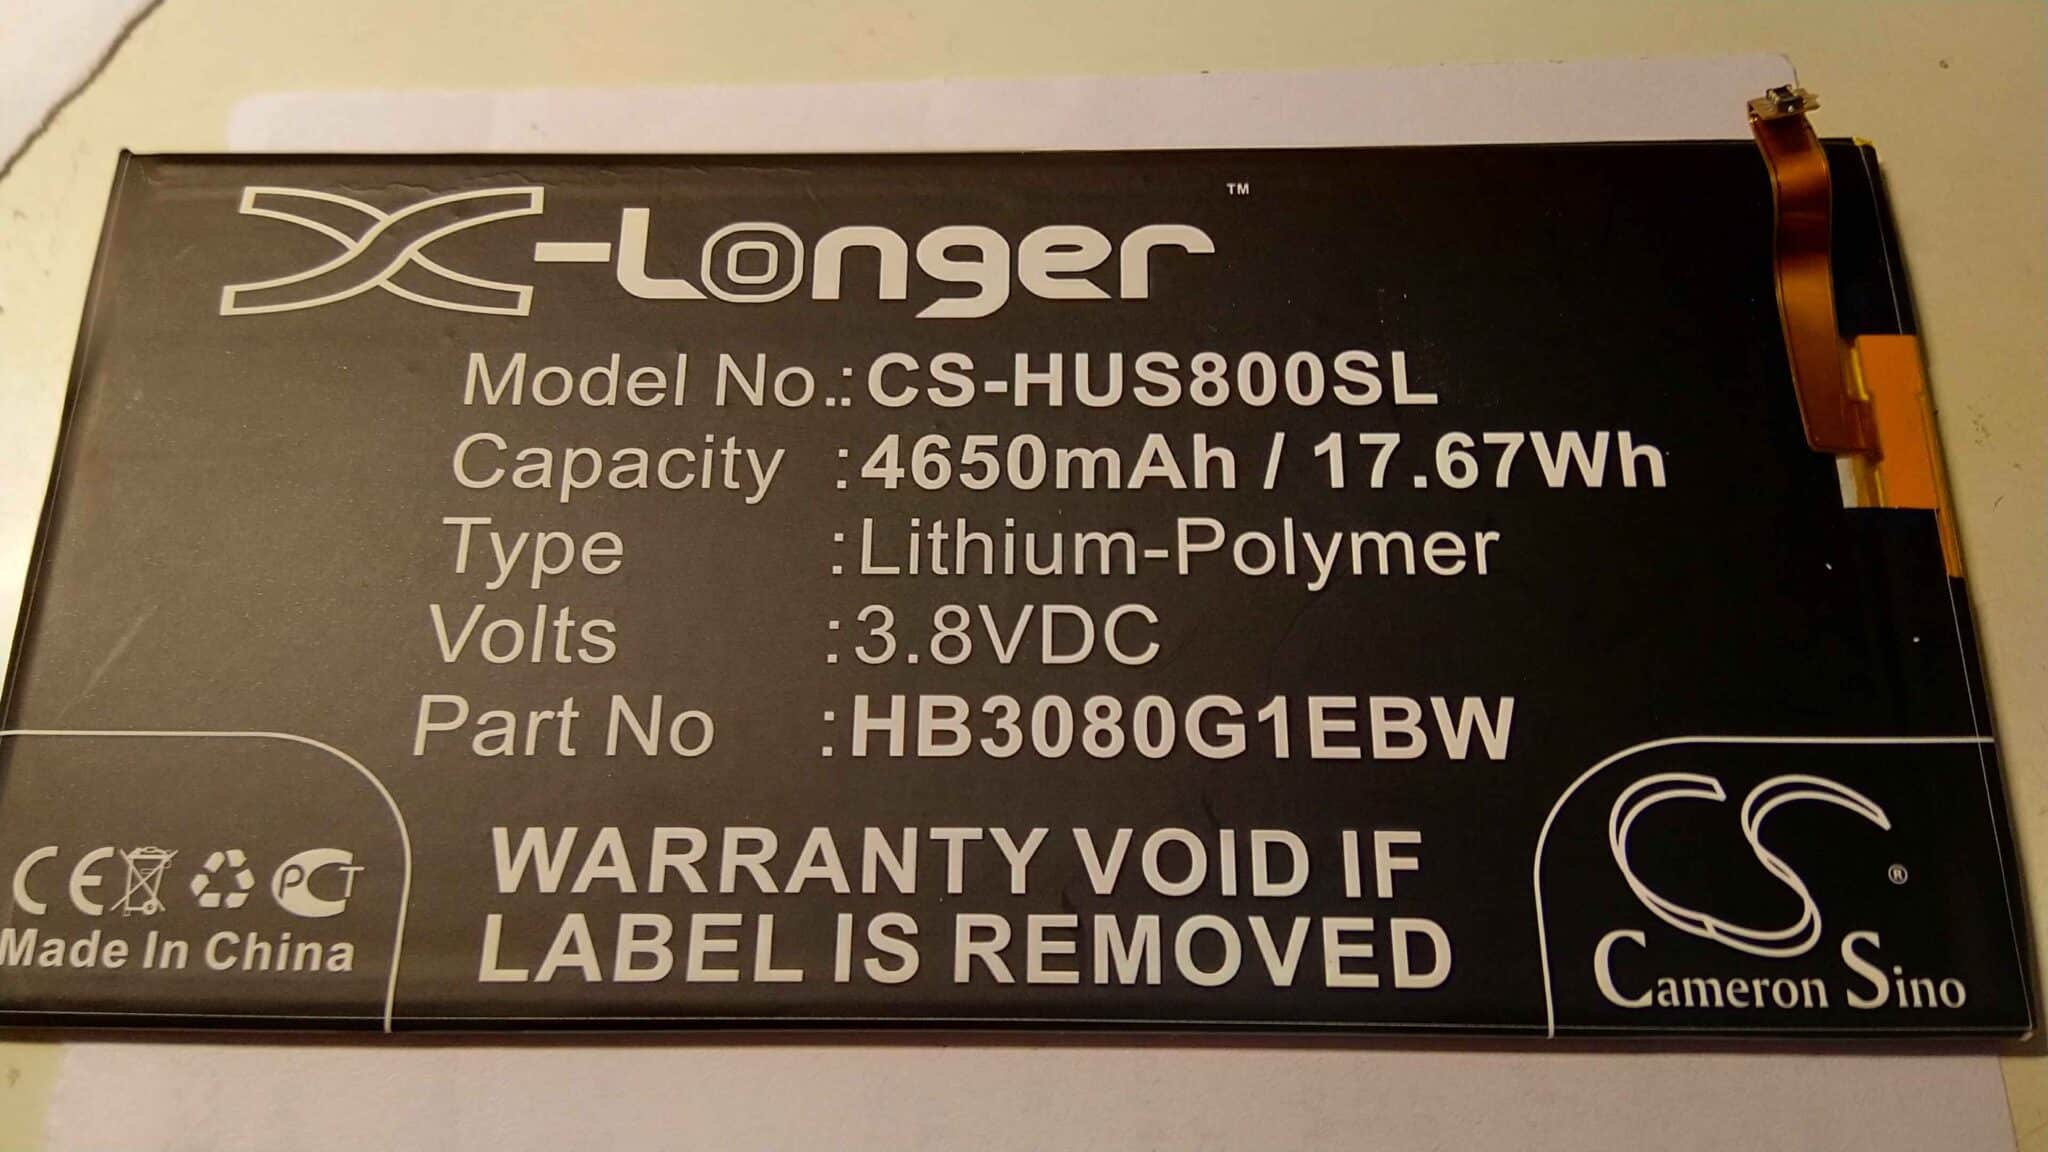 X-Longer™
Model No.:CS-HUS800SL
Capacity :4650mAh / 17.67Wh
Type :Lithium-Polymer
Volts :3.8VDC
Part No :HB3080G1EBW
WARRANTY VOID IF
LABEL IS REMOVED
CE PCT
Made In China
CS®
Cameron Sino